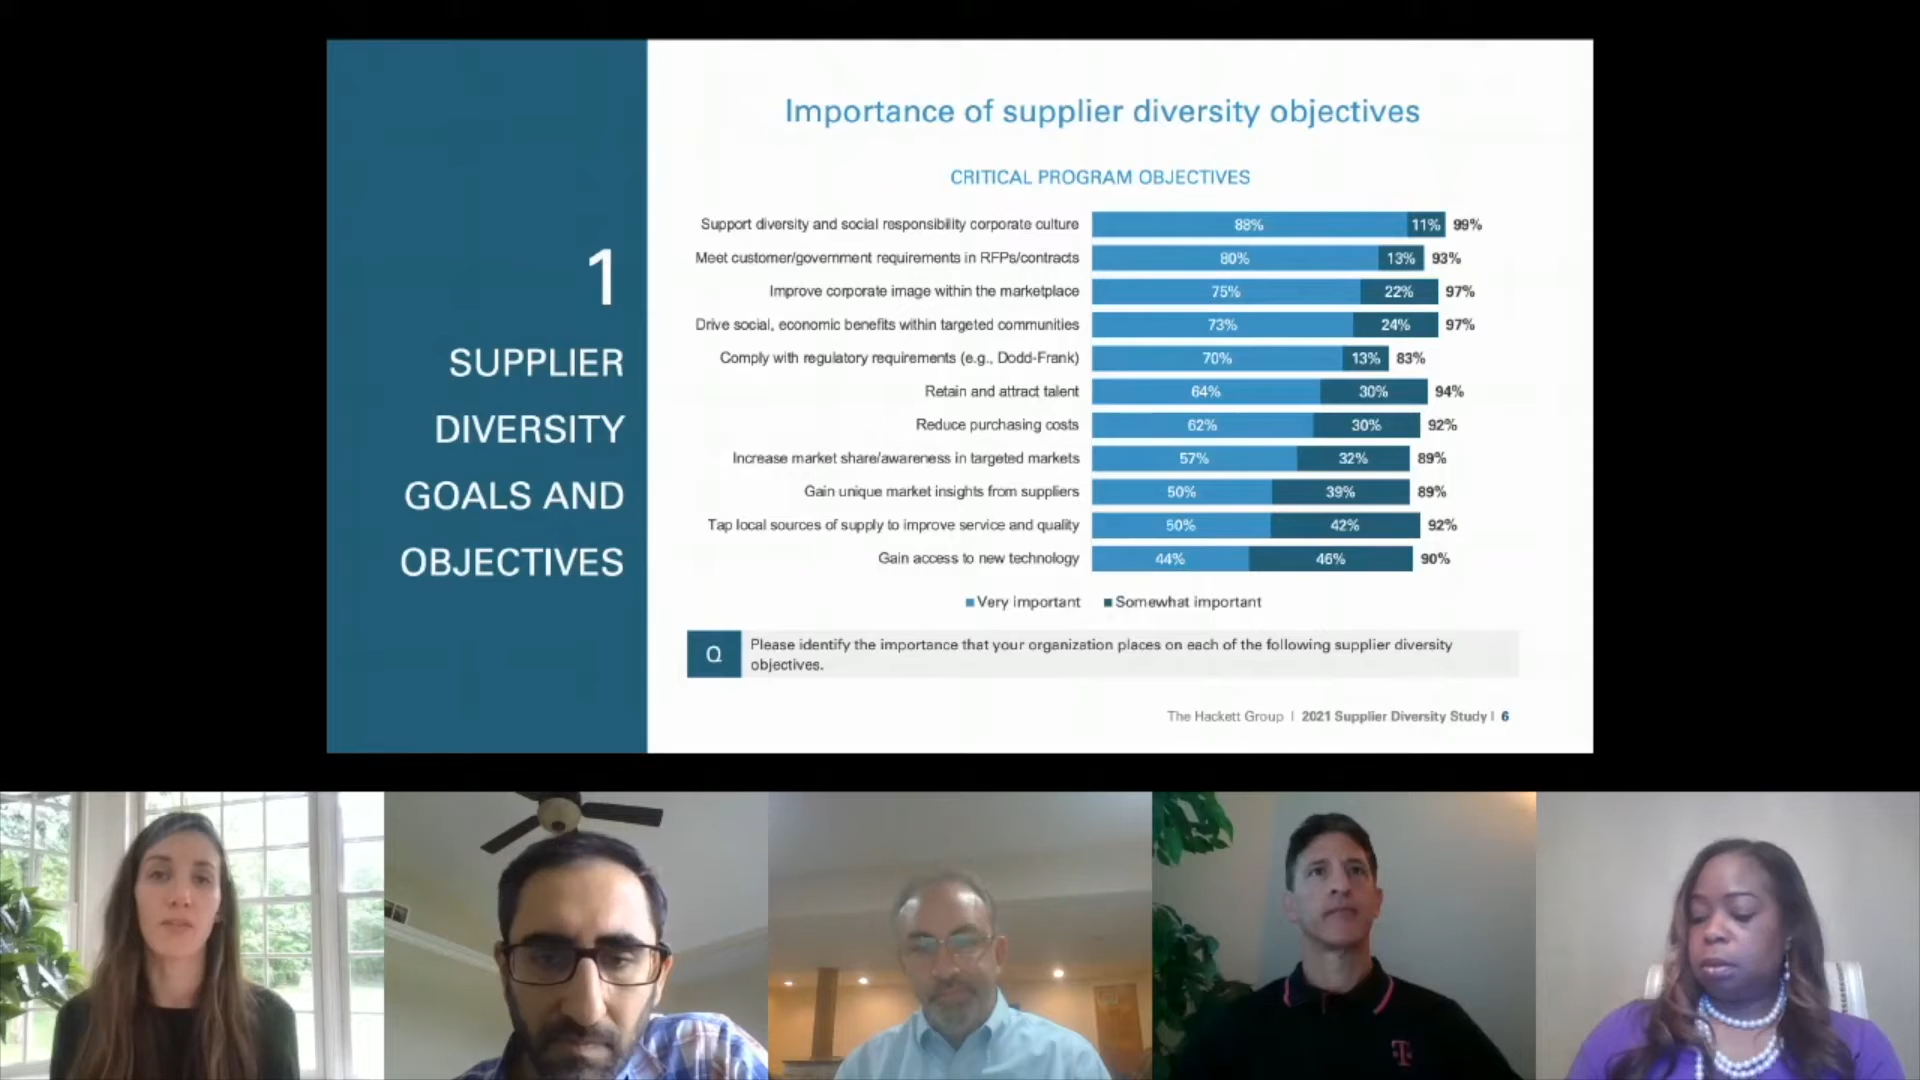 1
SUPPLIER
DIVERSITY
GOALS AND
OBJECTIVES
Importance of supplier diversity objectives
CRITICAL PROGRAM OBJECTIVES
Support diversity and social responsibility corporate culture 88% 11% 99%
Meet customer/government requirements in RFPs/contracts 80% 13% 93%
Improve corporate image within the marketplace 75% 22% 97%
Drive social, economic benefits within targeted communities 73% 24% 97%
Comply with regulatory requirements (e.g., Dodd-Frank) 70% 13% 83%
Retain and attract talent 64% 30% 94%
Reduce purchasing costs 62% 30% 92%
Increase market share/awareness in targeted markets 57% 32% 89%
Gain unique market insights from suppliers 50% 39% 89%
Tap local sources of supply to improve service and quality 50% 42% 92%
Gain access to new technology 44% 46% 90%
Very important Somewhat important
Q Please identify the importance that your organization places on each of the following supplier diversity
objectives.
The Hackett Group | 2021 Supplier Diversity Study | 6
T